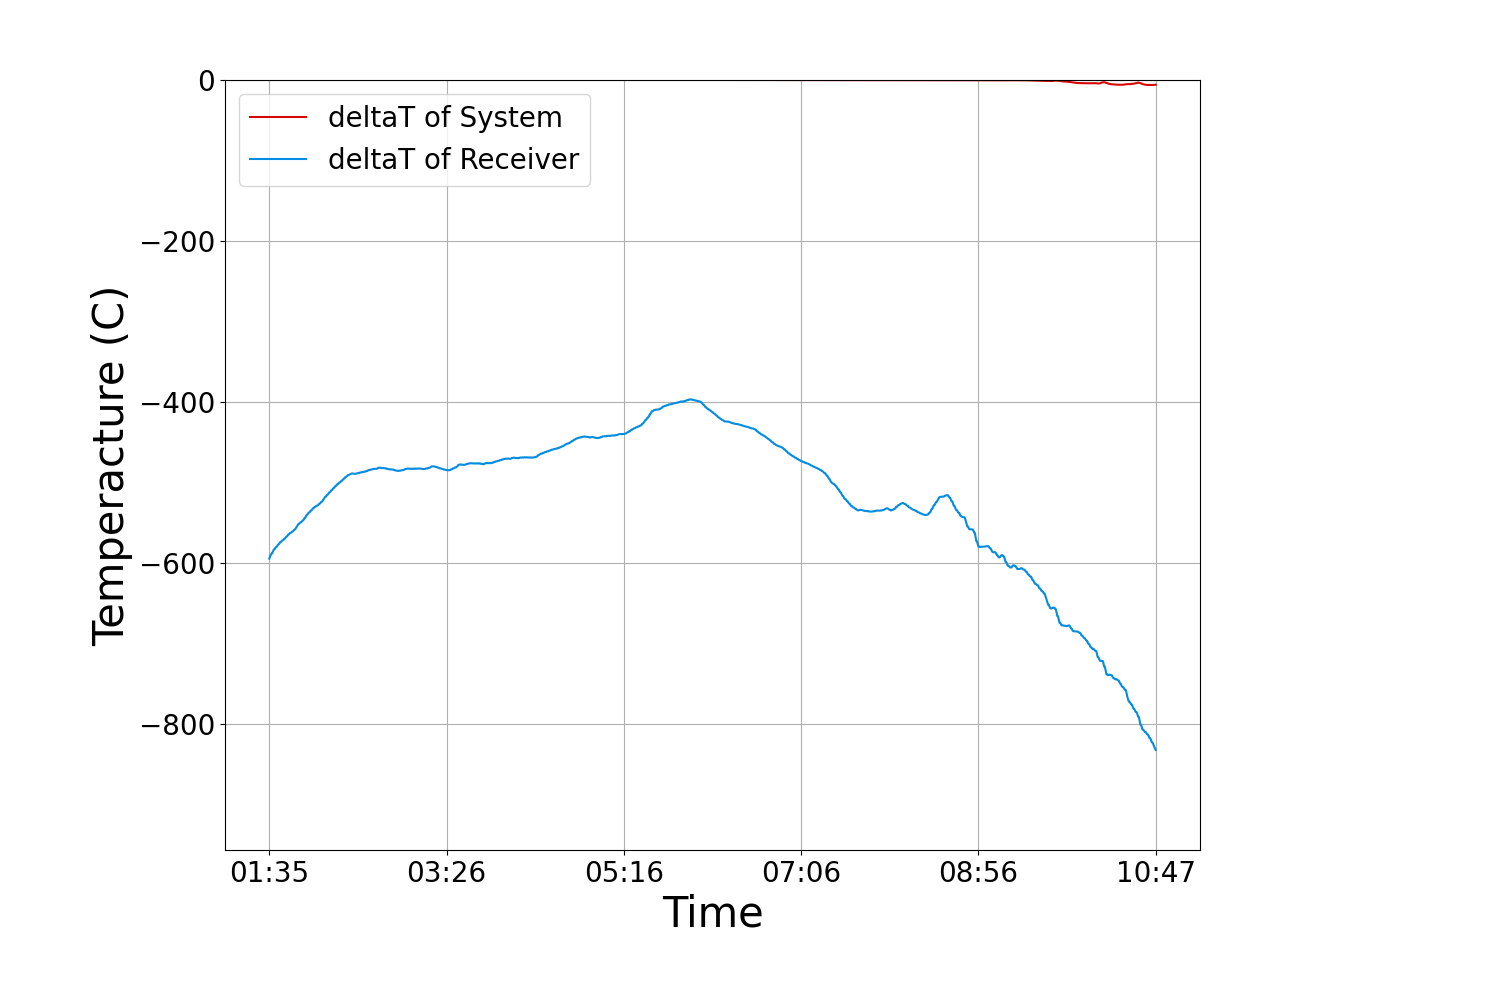 deltaT of System
deltaT of Receiver
Temperacture (C)
0
−200
−400
−600
−800
01:35 03:26 05:16 07:06 08:56 10:47
Time